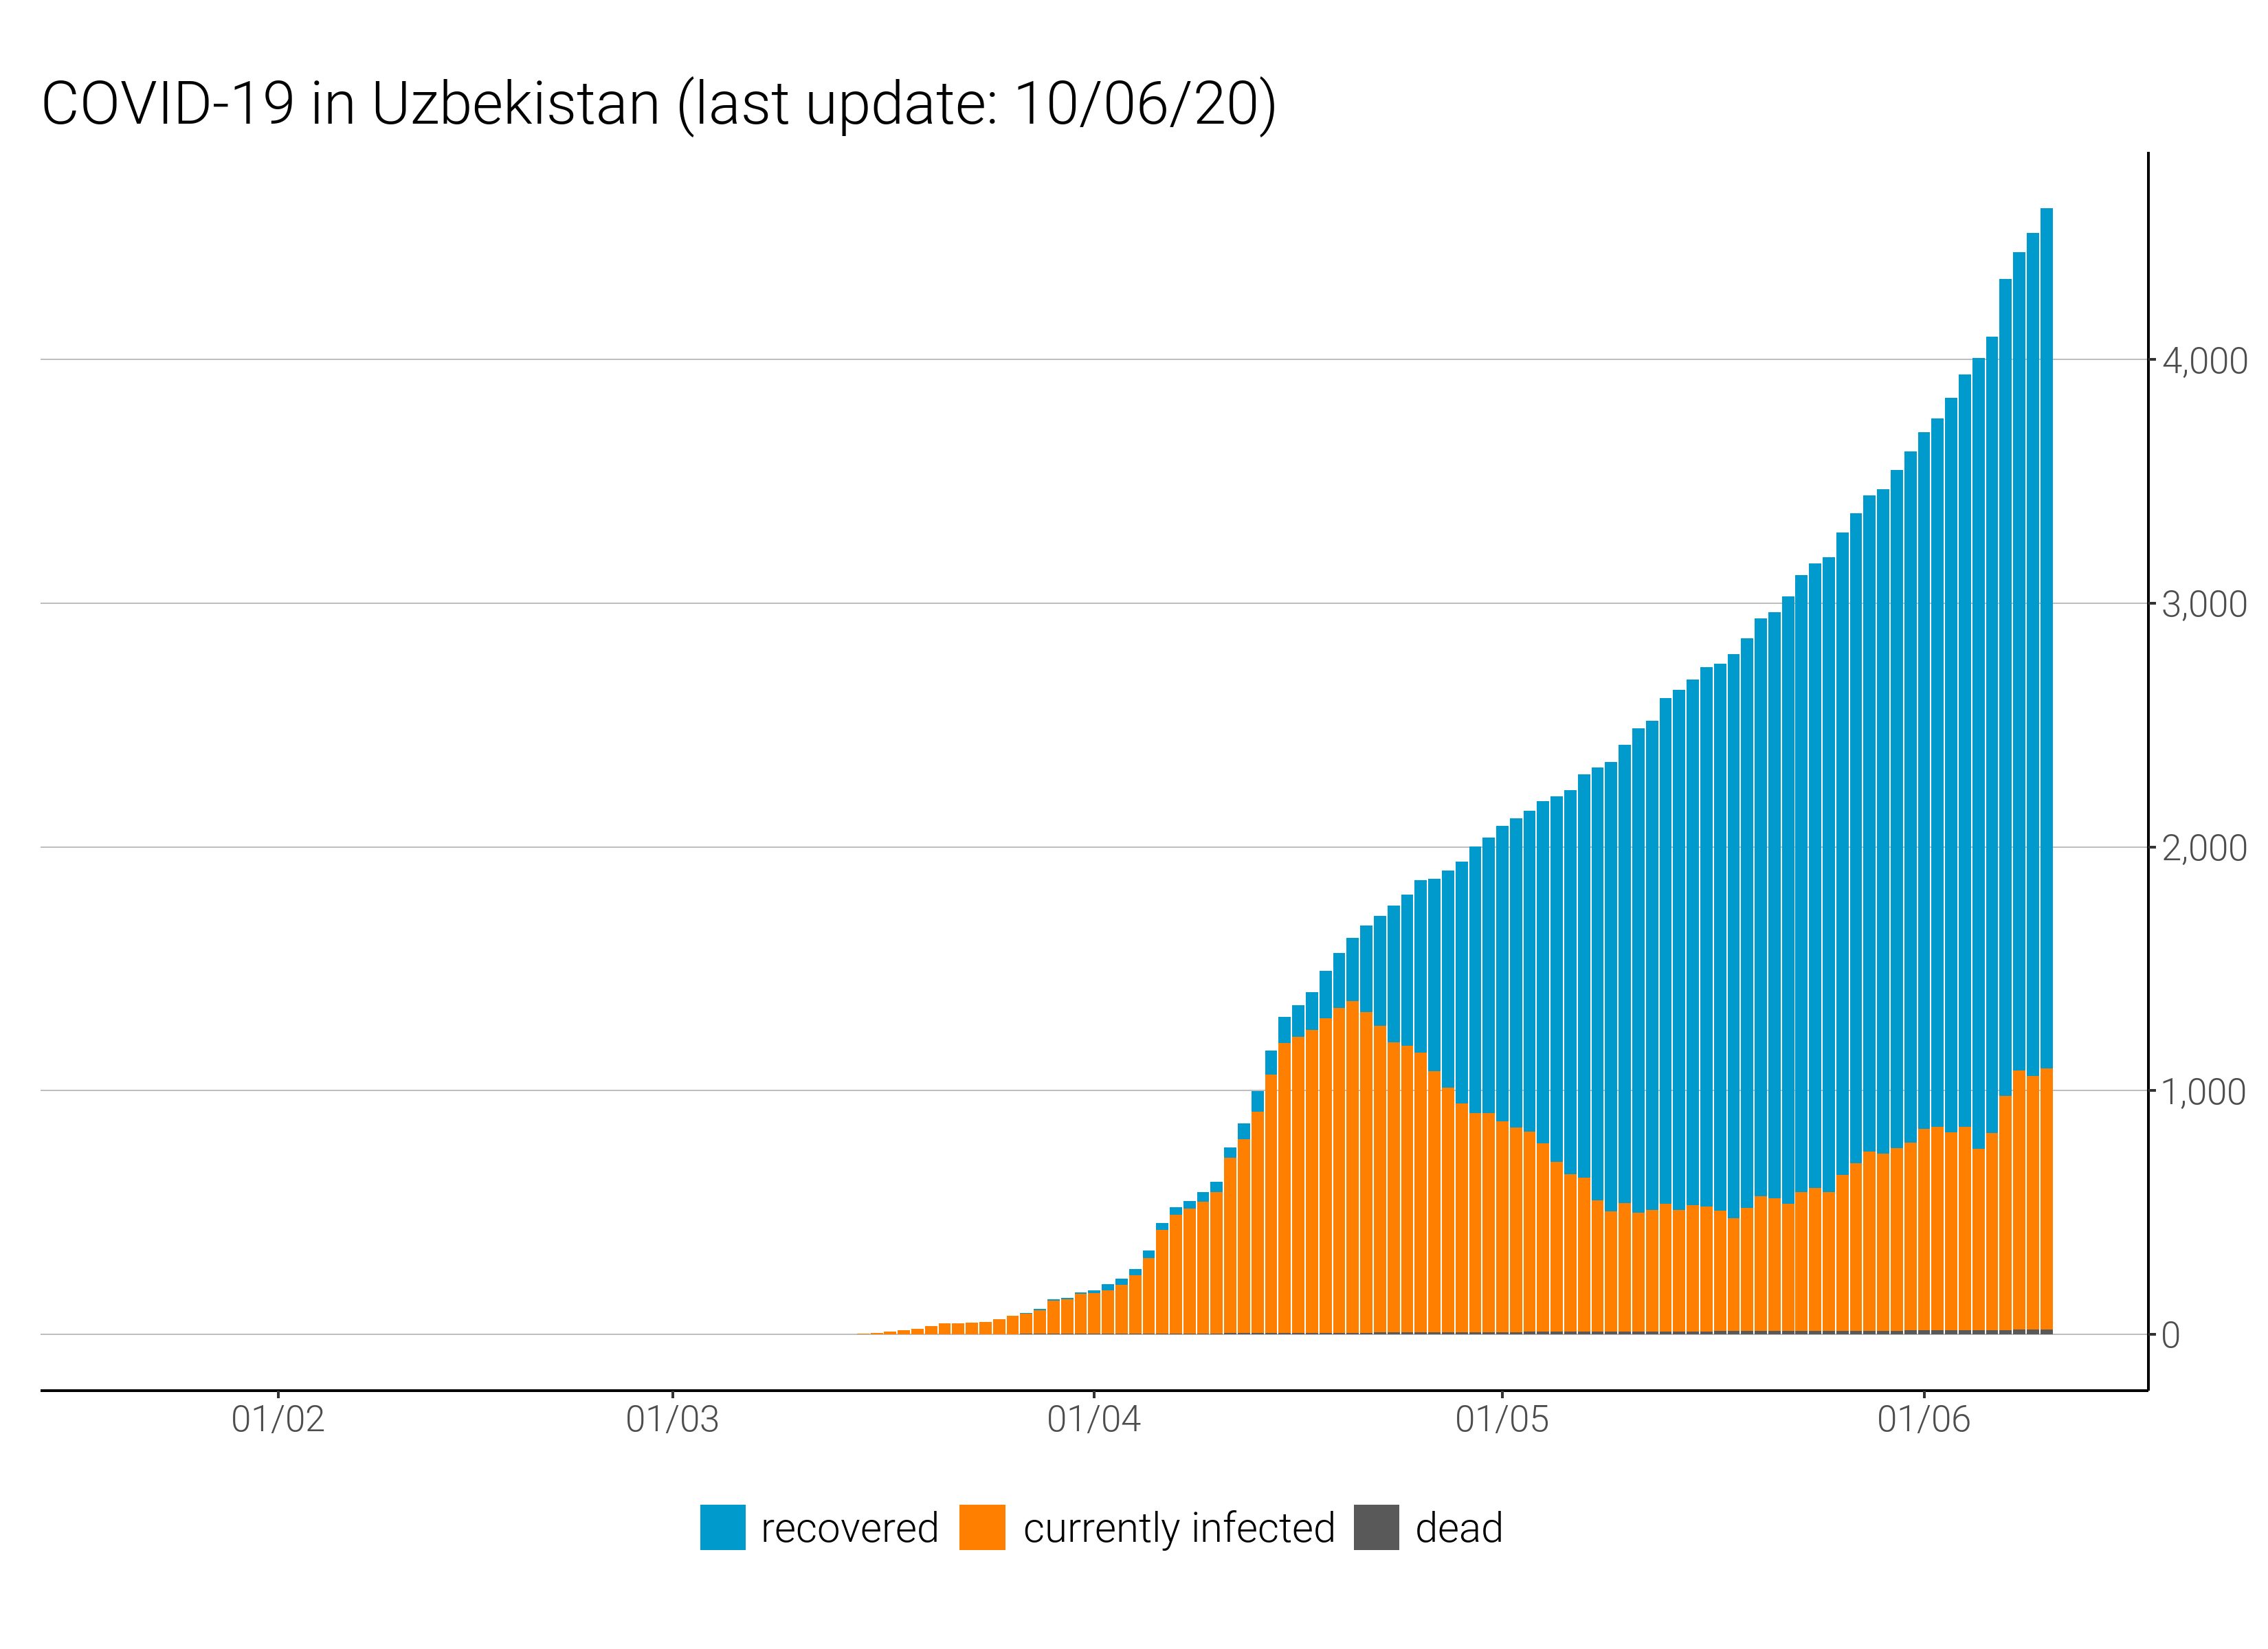 COVID-19 in Uzbekistan (last update: 10/06/20)
4,000
3,000
2,000
1,000
0
01/02 01/03 01/04 01/05 01/06
recovered currently infected dead